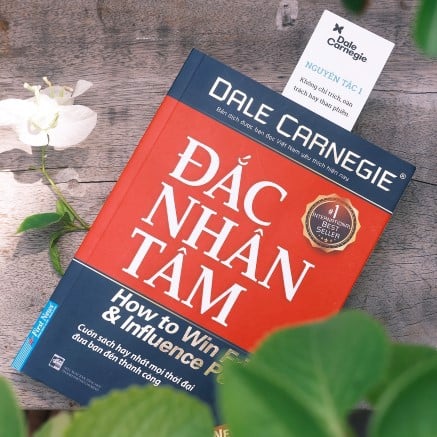 Dale
Carnegie
NGUYÊN TẮC 1
Không chỉ trích, oán
trách hay than phiền.
DALE CARNEGIE®
Bản dịch được bạn đọc Việt Nam yêu thích hiện nay
ĐẮC
NHÂN
TÂM
#1
INTERNATIONAL
BEST
SELLER
How to Win F
& Influence P
Cuốn sách hay nhất mọi thời đại
đưa bạn đến thành công
First News